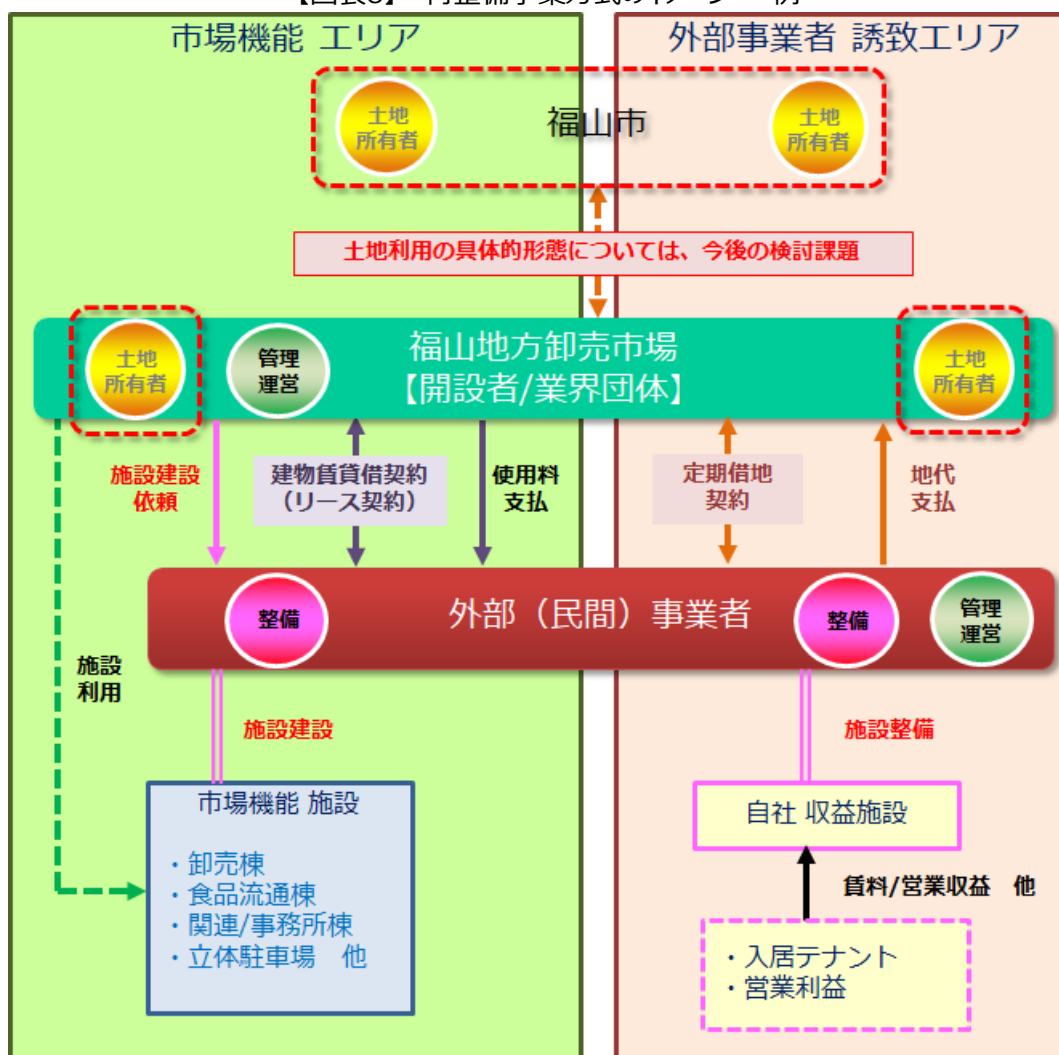 市場機能 エリア
外部事業者 誘致エリア
土地
所有者
福山市
土地
所有者
土地利用の具体的形態については、今後の検討課題
土地
所有者
管理
運営
福山地方卸売市場
【開設者/業界団体】
土地
所有者
施設建設
依頼
建物賃貸借契約
（リース契約）
使用料
支払
定期借地
契約
地代
支払
整備
外部（民間）事業者
整備
管理
運営
施設
利用
施設建設
施設整備
市場機能 施設
・卸売棟
・食品流通棟
・関連/事務所棟
・立体駐車場　他
自社 収益施設
賃料/営業収益　他
・入居テナント
・営業利益